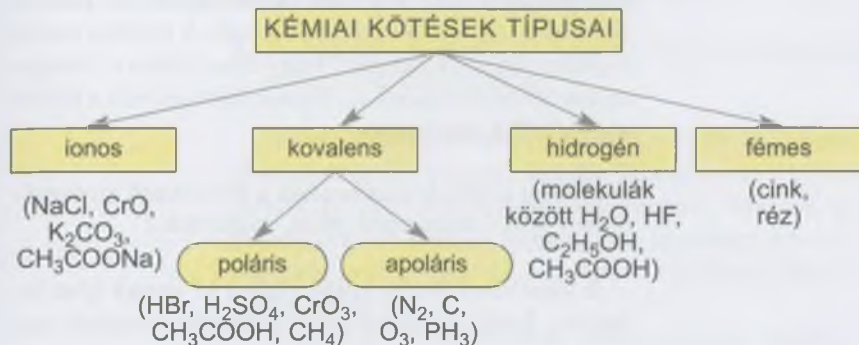 KÉMIAI KÖTÉSEK TÍPUSAI
ionos
(NaCl, CrO,
K₂CO₃,
CH₃COONa)
kovalens
poláris
(HBr, H₂SO₄, CrO₃,
CH₃COOH, CH₄)
apoláris
(N₂, C,
O₃, PH₃)
hidrogén
(molekulák
között H₂O, HF,
C₂H₅OH,
CH₃COOH)
fémes
(cink,
réz)